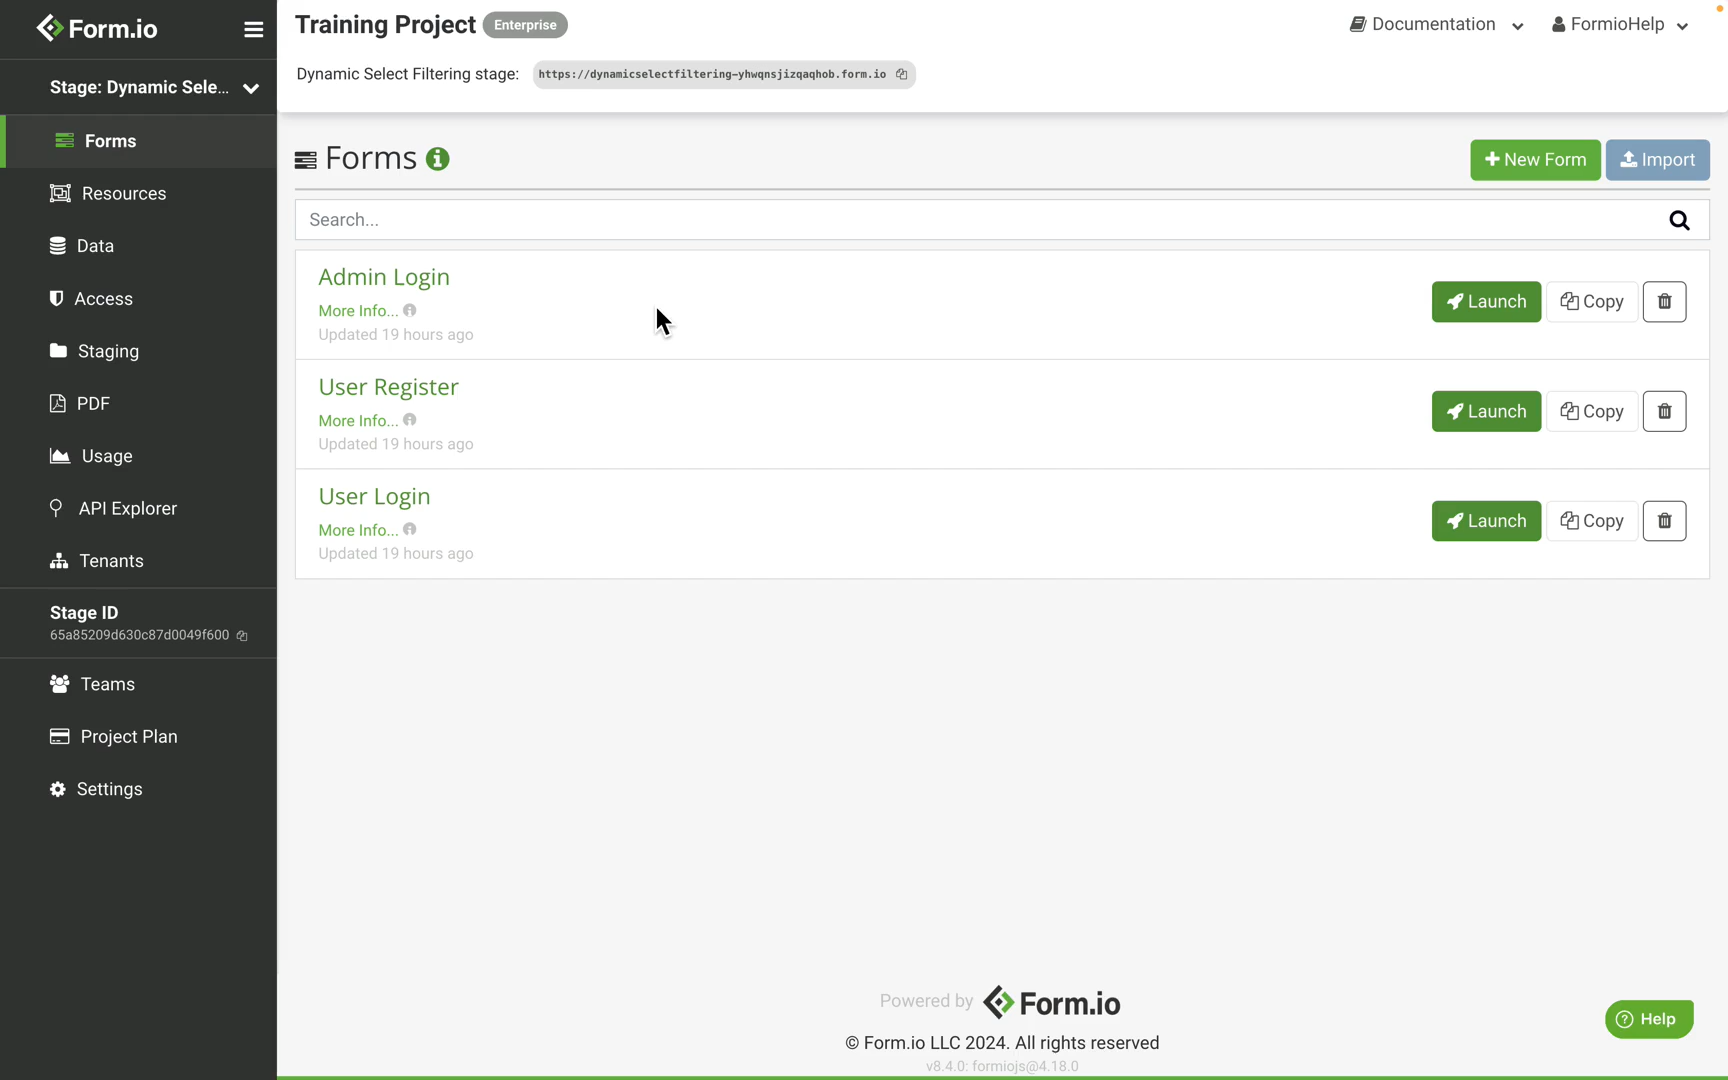 Form.io
Stage: Dynamic Sele...
Forms
Resources
Data
Access
Staging
PDF
Usage
API Explorer
Tenants
Stage ID
65a85209d630c87d0049f600
Teams
Project Plan
Settings
Training Project Enterprise
Documentation FormioHelp
Dynamic Select Filtering stage: https://dynamicselectfiltering-yhwqnsjizqaqhob.form.io
Forms
New Form Import
Search...
Admin Login
More Info...
Updated 19 hours ago
Launch Copy
User Register
More Info...
Updated 19 hours ago
Launch Copy
User Login
More Info...
Updated 19 hours ago
Launch Copy
Powered by Form.io
© Form.io LLC 2024. All rights reserved
v8.4.0: formiojs@4.18.0
Help